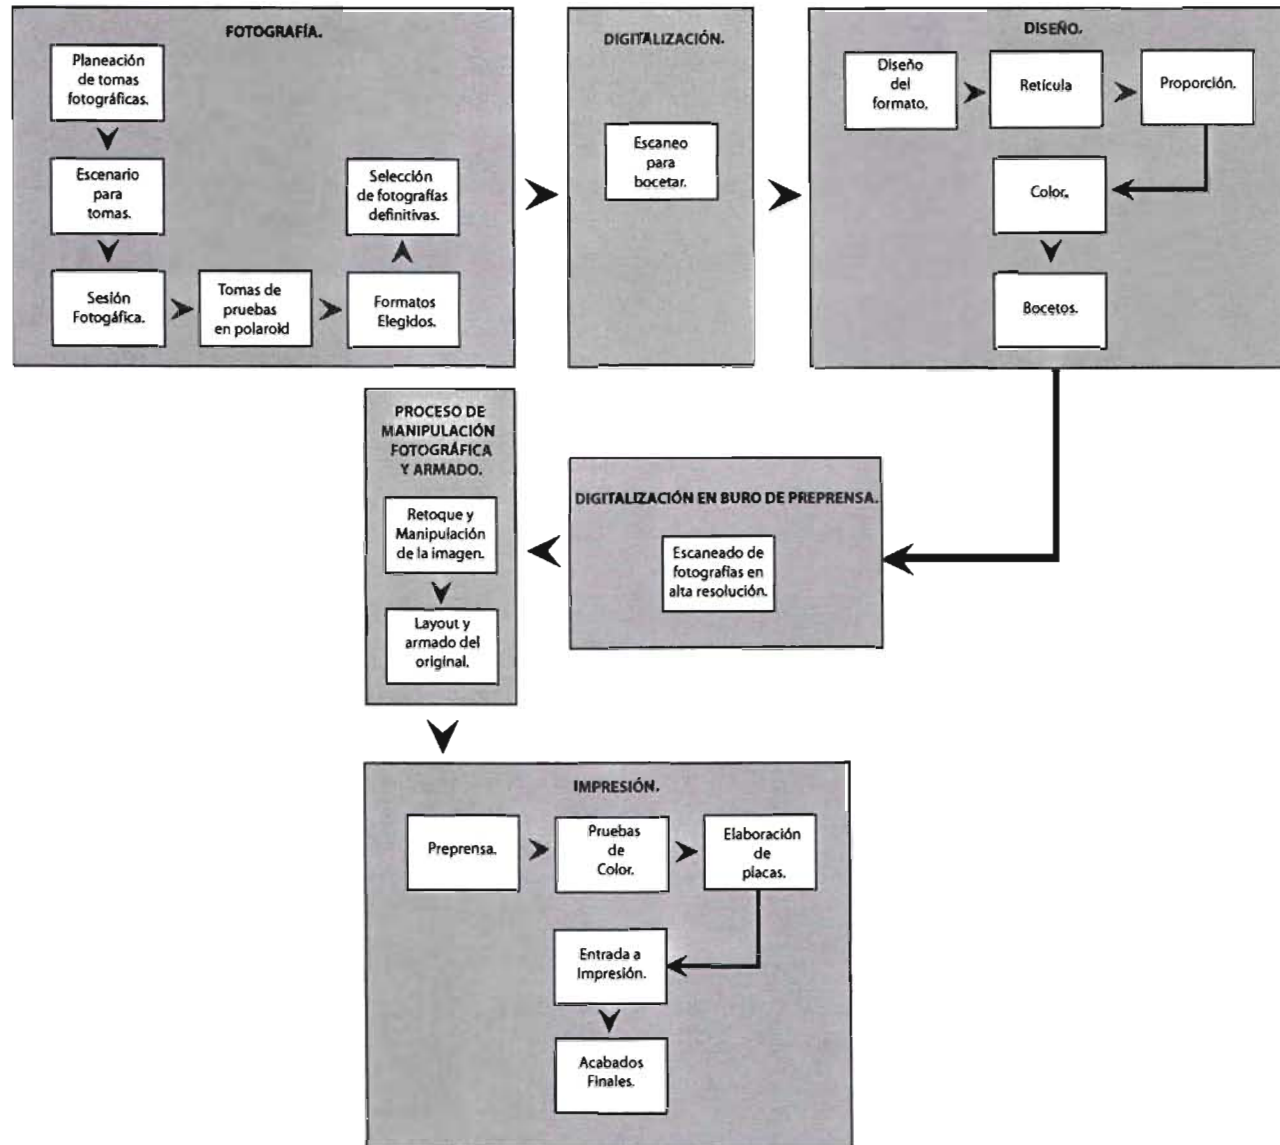 FOTOGRAFÍA.
Planeación
de tomas
fotográficas.
Escenario
para
tomas.
Sesión
Fotogáfica.
Tomas de
pruebas
en polaroid
Formatos
Elegidos.
Selección
de fotografías
definitivas.
DIGITALIZACIÓN.
Escaneo
para
bocetar.
DISEÑO.
Diseño
del
formato.
Retícula
Proporción.
Color.
Bocetos.
DIGITALIZACIÓN EN BURO DE PREPRENSA.
Escaneado de
fotografías en
alta resolución.
PROCESO DE
MANIPULACIÓN
FOTOGRÁFICA
Y ARMADO.
Retoque y
Manipulación
de la imagen.
Layout y
armado del
original.
IMPRESIÓN.
Preprensa.
Pruebas
de
Color.
Elaboración
de
placas.
Entrada a
Impresión.
Acabados
Finales.